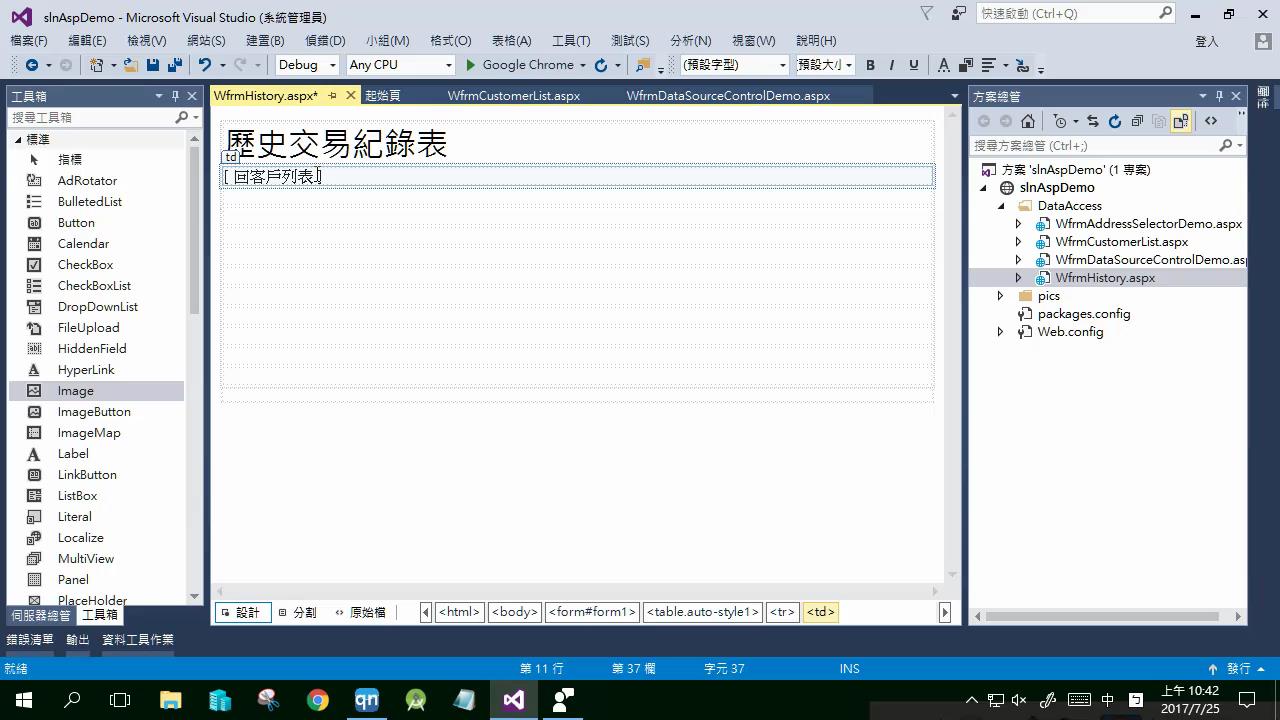 slnAspDemo - Microsoft Visual Studio (系統管理員)
快速啟動 (Ctrl+Q)
檔案(F) 編輯(E) 檢視(V) 網站(S) 建置(B) 偵錯(D) 小組(M) 格式(O) 表格(A) 工具(T) 測試(S) 分析(N) 視窗(W) 說明(H) 登入
Debug Any CPU Google Chrome (預設字型) 預設大小 B I U A
工具箱
WfrmHistory.aspx* 起始頁 WfrmCustomerList.aspx WfrmDataSourceControlDemo.aspx
方案總管
搜尋工具箱
搜尋方案總管 (Ctrl+;)
標準
指標
AdRotator
BulletedList
Button
Calendar
CheckBox
CheckBoxList
DropDownList
FileUpload
HiddenField
HyperLink
Image
ImageButton
ImageMap
Label
LinkButton
ListBox
Literal
Localize
MultiView
Panel
PlaceHolder
歷史交易紀錄表
td
[ 回客戶列表 ]
方案 'slnAspDemo' (1 專案)
slnAspDemo
DataAccess
WfrmAddressSelectorDemo.aspx
WfrmCustomerList.aspx
WfrmDataSourceControlDemo.asp
WfrmHistory.aspx
pics
packages.config
Web.config
伺服器總管 工具箱
設計 分割 原始檔 <html> <body> <form#form1> <table.auto-style1> <tr> <td>
錯誤清單 輸出 資料工具作業
就緒 第 11 行 第 37 欄 字元 37 INS 發行
qn
中
上午 10:42
2017/7/25